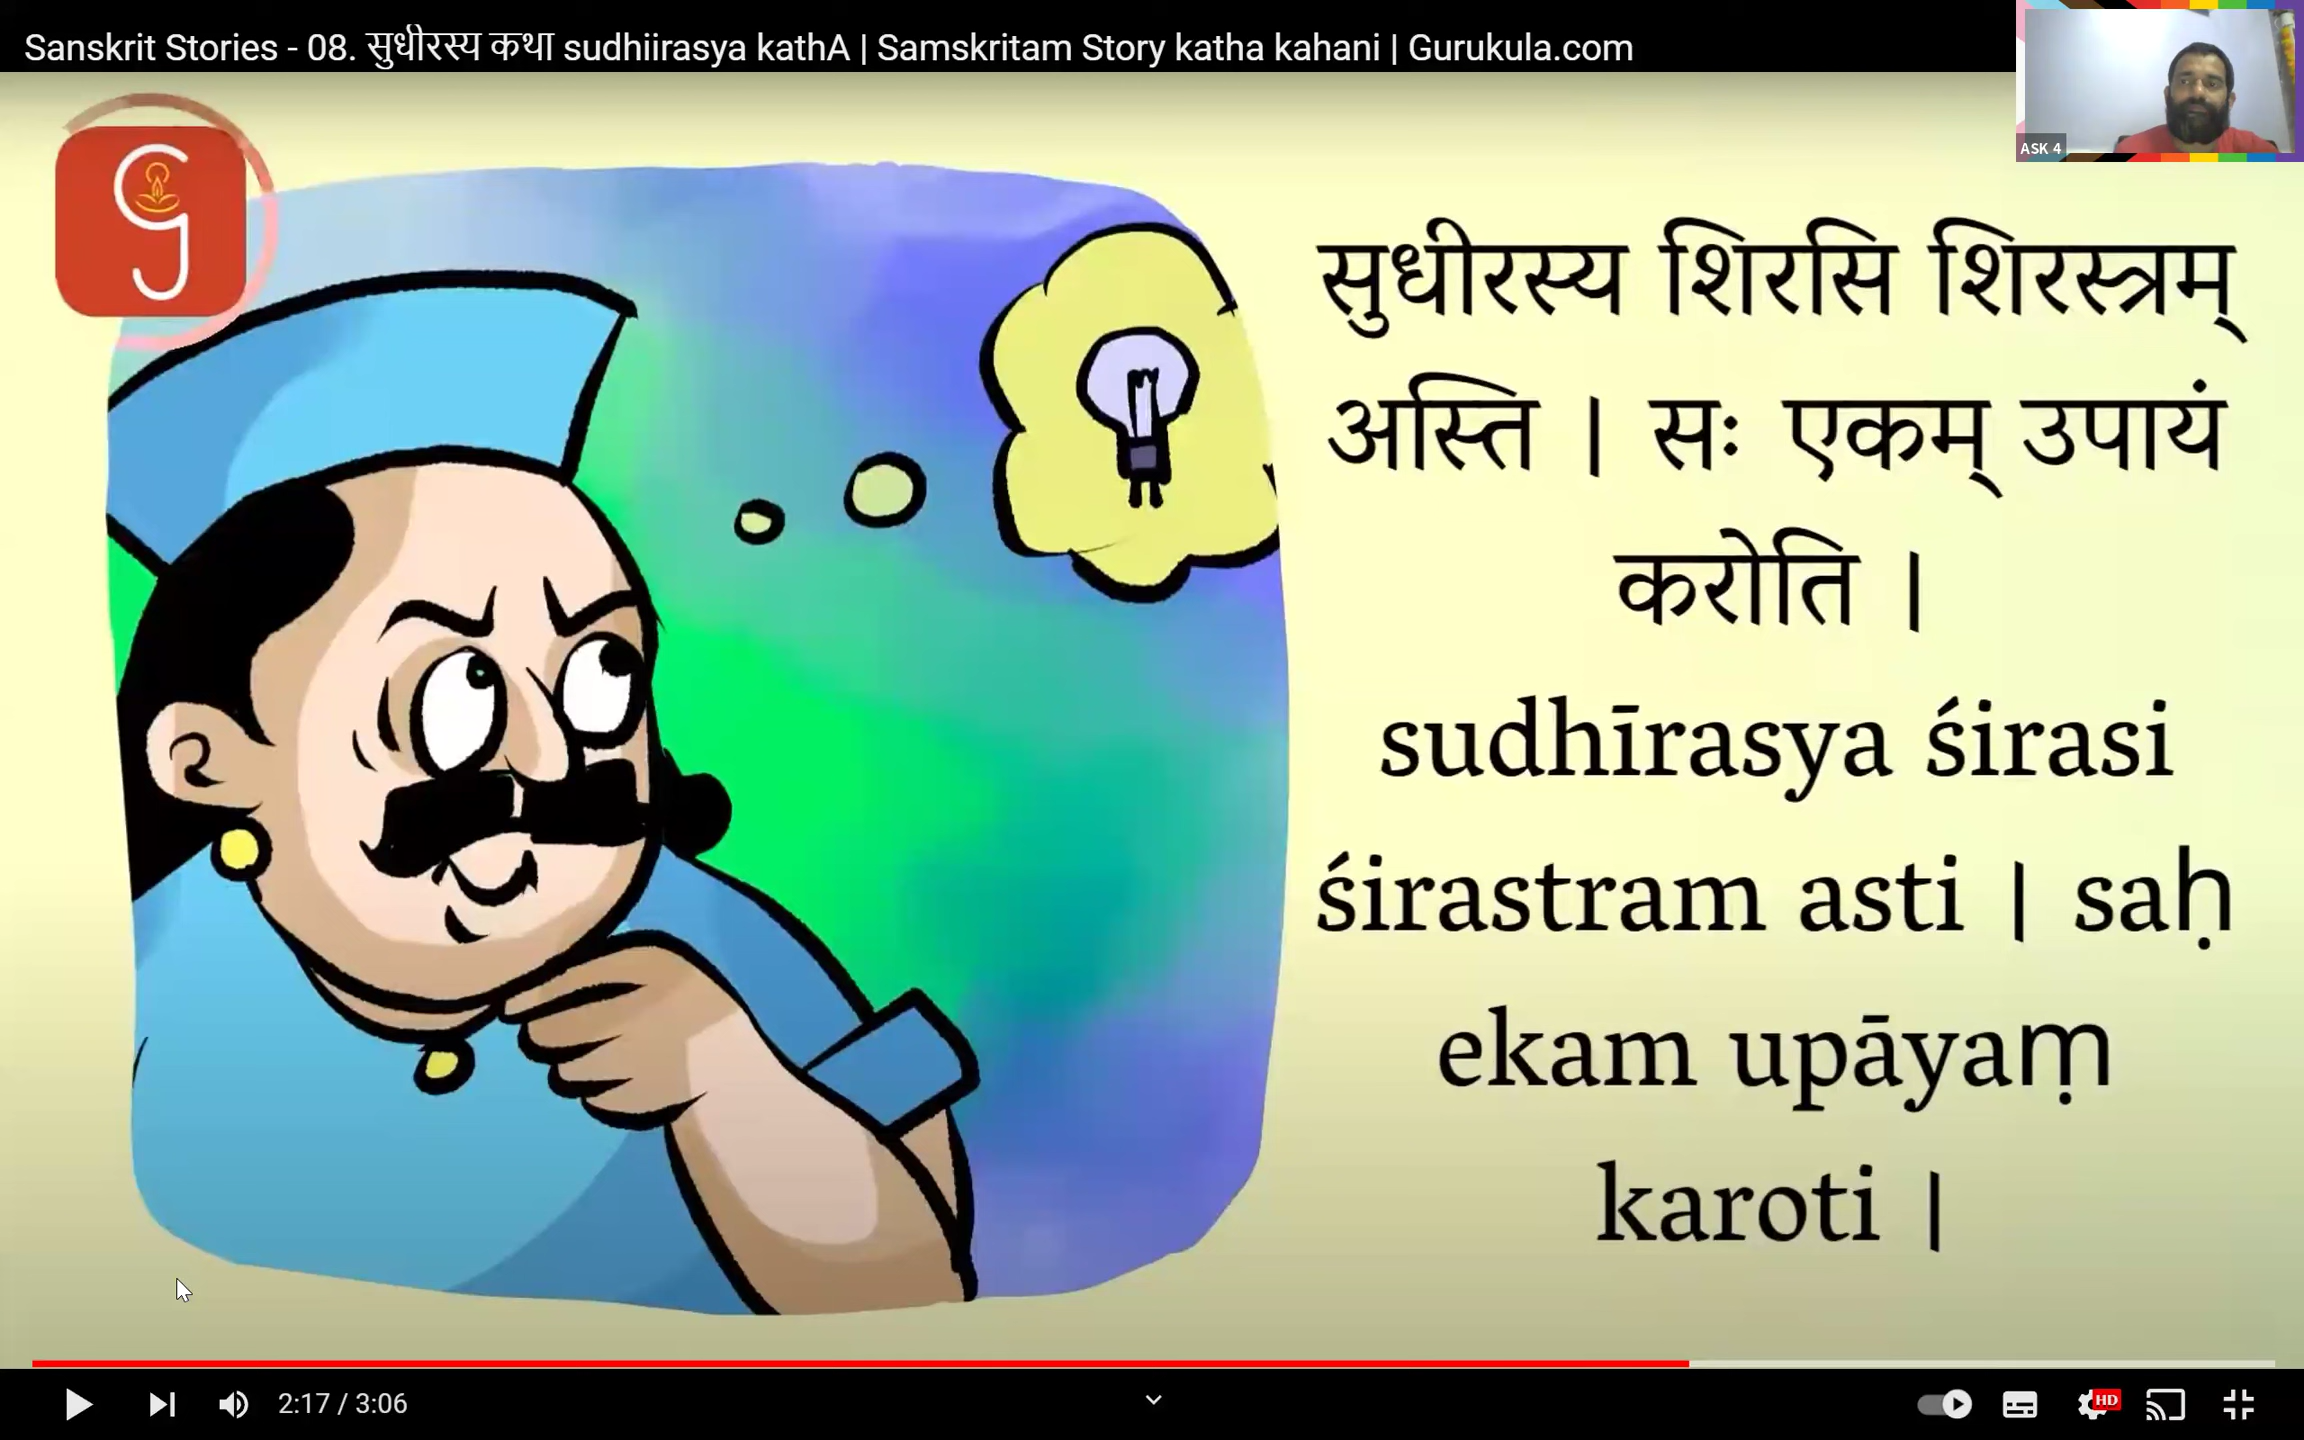 Sanskrit Stories - 08. सुधीरस्य कथा sudhiirasya kathA | Samskritam Story katha kahani | Gurukula.com
ASK 4
सुधीरस्य शिरसि शिरस्त्रम्
अस्ति | सः एकम् उपायं
करोति |
sudhīrasya śirasi
śirastram asti | saḥ
ekam upāyaṃ
karoti |
2:17 / 3:06
HD